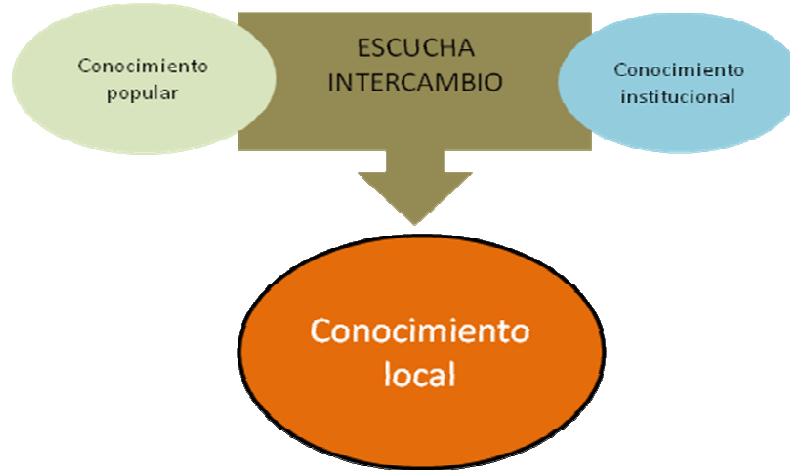 Conocimiento
popular
ESCUCHA
INTERCAMBIO
Conocimiento
institucional
Conocimiento
local